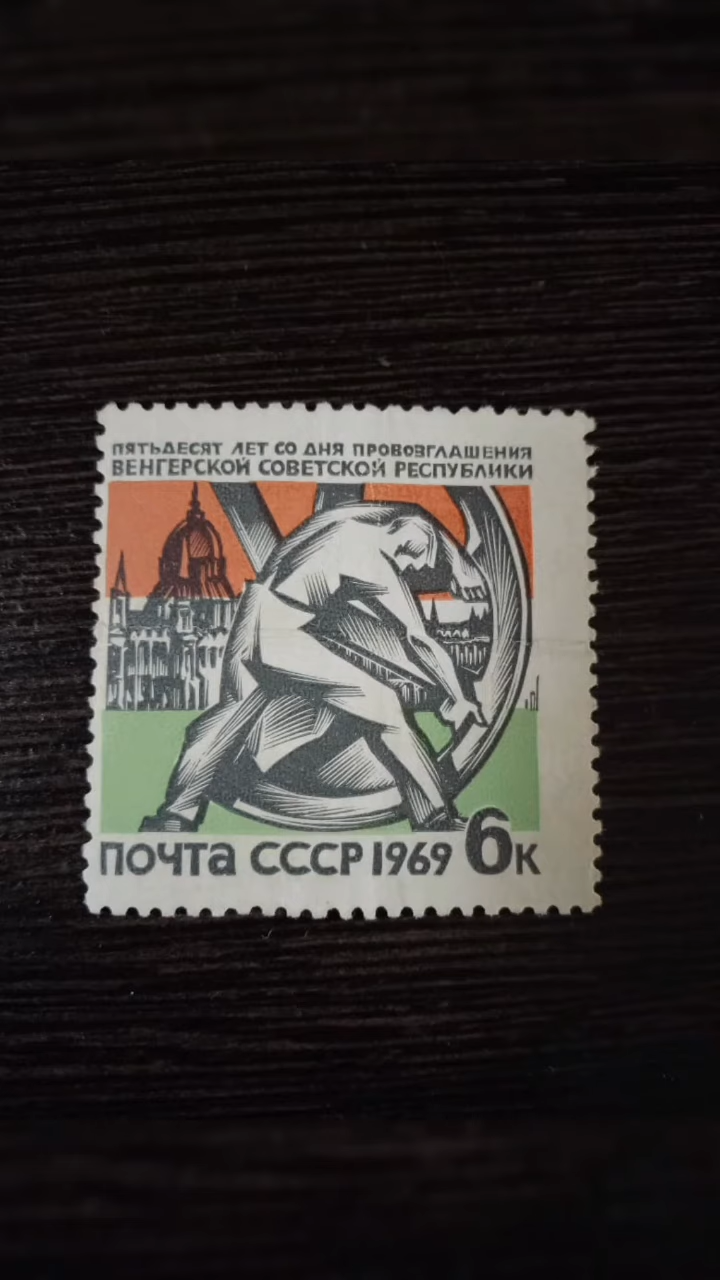 ПЯТЬДЕСЯТ ЛЕТ СО ДНЯ ПРОВОЗГЛАШЕНИЯ
ВЕНГЕРСКОЙ СОВЕТСКОЙ РЕСПУБЛИКИ
ПОЧТА СССР 1969 6К